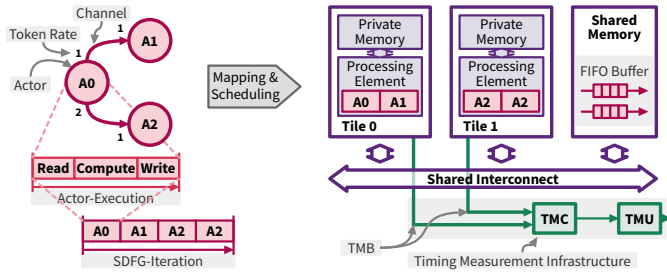 Channel
Token Rate
1
A1
1
Actor
A0
2
A2
1
Read Compute Write
Actor-Execution
A0 A1 A2 A2
SDFG-Iteration
Mapping &
Scheduling
Private
Memory
Processing
Element
A0 A1
Tile 0
Private
Memory
Processing
Element
A2 A2
Tile 1
Shared
Memory
FIFO Buffer
Shared Interconnect
TMC
TMU
TMB
Timing Measurement Infrastructure